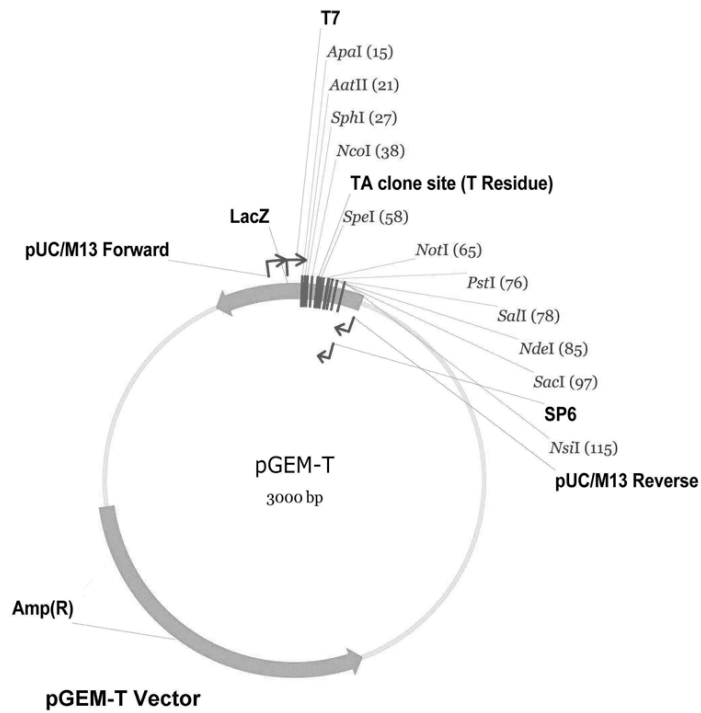 T7
ApaI (15)
AatII (21)
SphI (27)
NcoI (38)
TA clone site (T Residue)
LacZ
SpeI (58)
pUC/M13 Forward
NotI (65)
PstI (76)
SalI (78)
NdeI (85)
SacI (97)
SP6
NsiI (115)
pUC/M13 Reverse
pGEM-T
3000 bp
Amp(R)
pGEM-T Vector